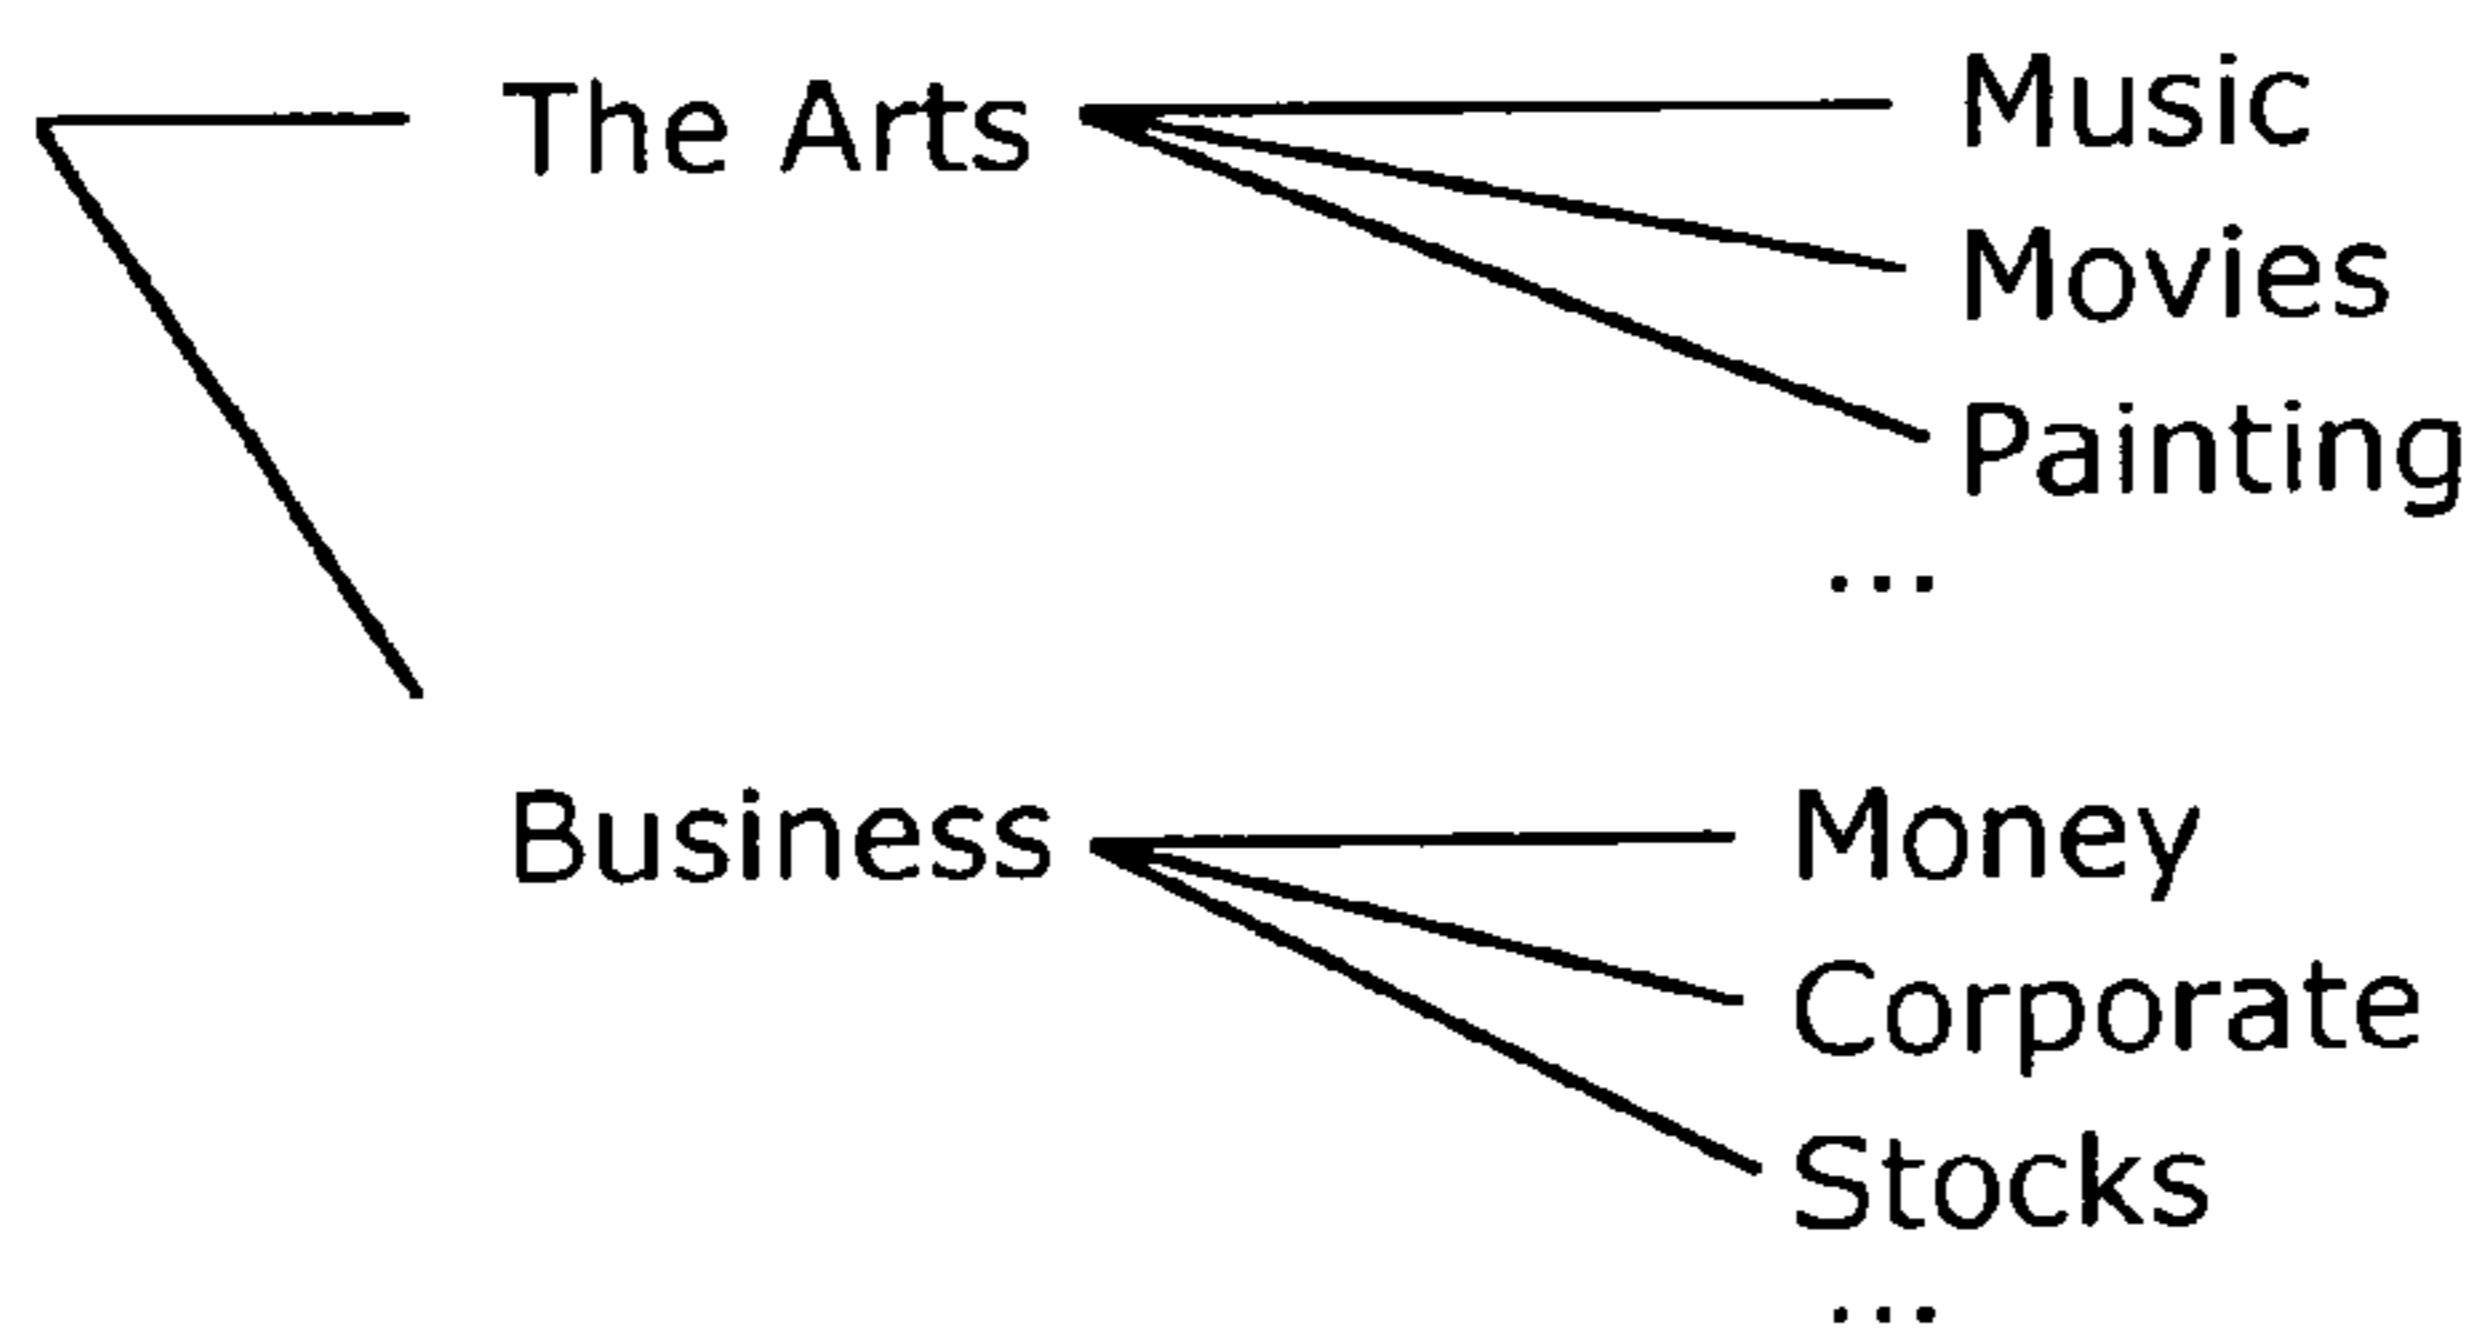 The Arts
Music
Movies
Painting
...
Business
Money
Corporate
Stocks
...